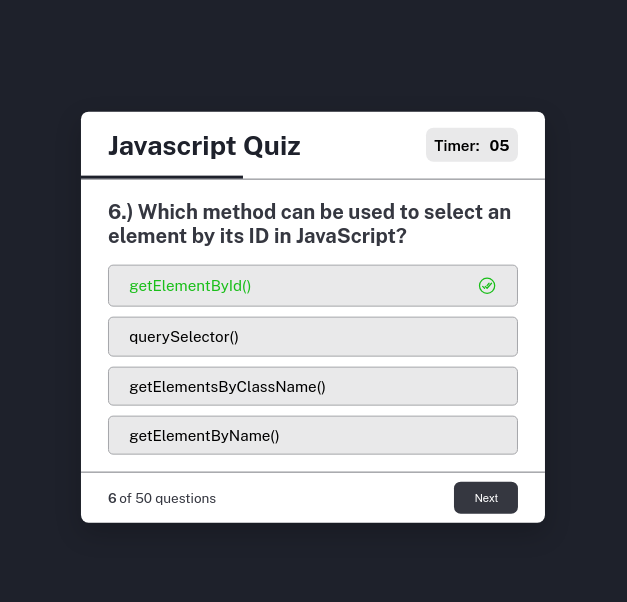 Javascript Quiz
Timer: 05
6.) Which method can be used to select an
element by its ID in JavaScript?
getElementById()
querySelector()
getElementsByClassName()
getElementByName()
6 of 50 questions
Next